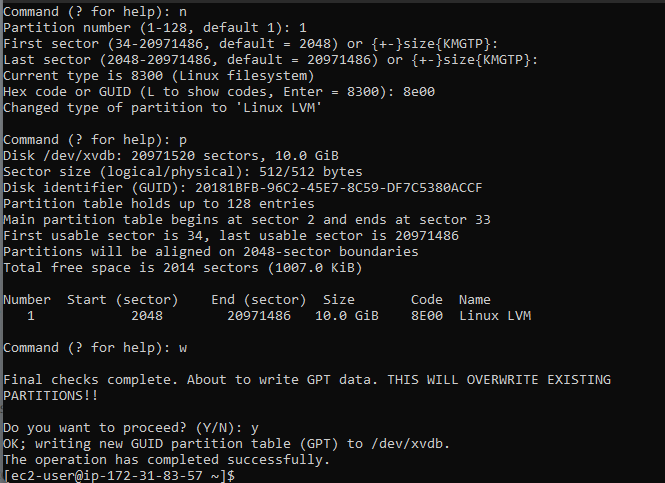 Command (? for help): n
Partition number (1-128, default 1): 1
First sector (34-20971486, default = 2048) or {+-}size{KMGTP}:
Last sector (2048-20971486, default = 20971486) or {+-}size{KMGTP}:
Current type is 8300 (Linux filesystem)
Hex code or GUID (L to show codes, Enter = 8300): 8e00
Changed type of partition to 'Linux LVM'

Command (? for help): p
Disk /dev/xvdb: 20971520 sectors, 10.0 GiB
Sector size (logical/physical): 512/512 bytes
Disk identifier (GUID): 20181BFB-96C2-45E7-8C59-DF7C5380ACCF
Partition table holds up to 128 entries
Main partition table begins at sector 2 and ends at sector 33
First usable sector is 34, last usable sector is 20971486
Partitions will be aligned on 2048-sector boundaries
Total free space is 2014 sectors (1007.0 KiB)

Number  Start (sector)    End (sector)  Size       Code  Name
   1            2048        20971486   10.0 GiB    8E00  Linux LVM

Command (? for help): w

Final checks complete. About to write GPT data. THIS WILL OVERWRITE EXISTING
PARTITIONS!!

Do you want to proceed? (Y/N): y
OK; writing new GUID partition table (GPT) to /dev/xvdb.
The operation has completed successfully.
[ec2-user@ip-172-31-83-57 ~]$